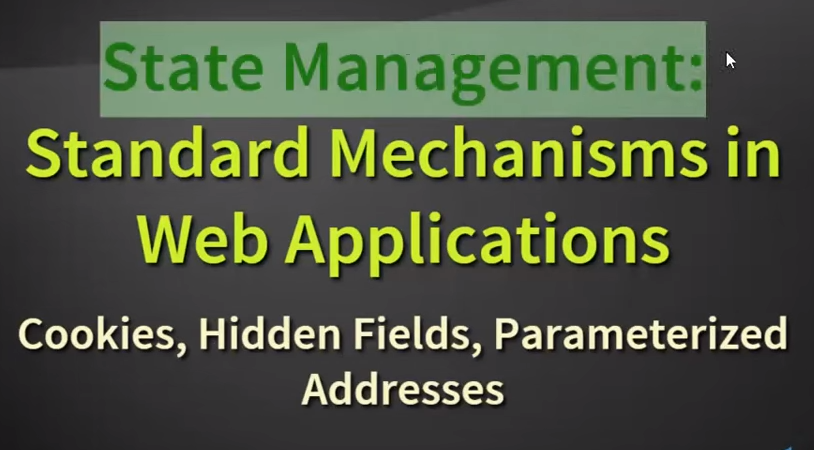 State Management:
Standard Mechanisms in
Web Applications
Cookies, Hidden Fields, Parameterized
Addresses